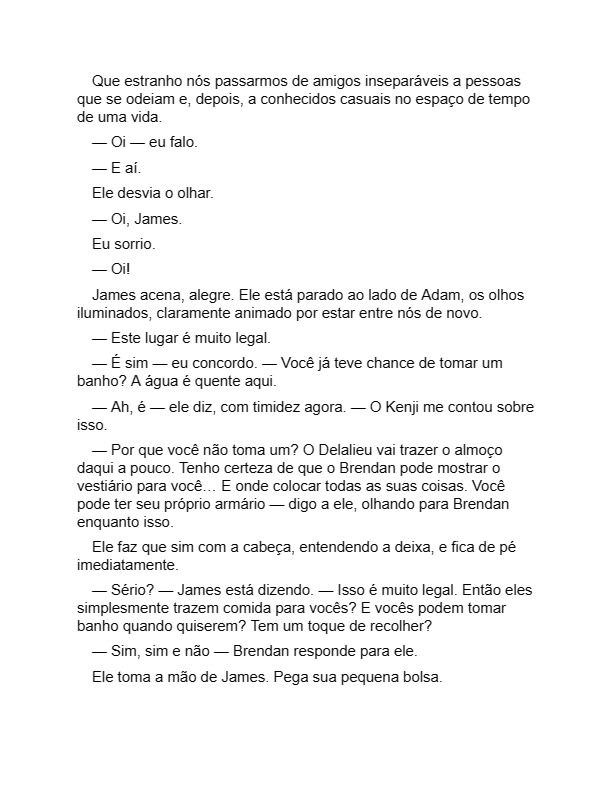 Que estranho nós passarmos de amigos inseparáveis a pessoas
que se odeiam e, depois, a conhecidos casuais no espaço de tempo
de uma vida.
— Oi — eu falo.
— E aí.
Ele desvia o olhar.
— Oi, James.
Eu sorrio.
— Oi!
James acena, alegre. Ele está parado ao lado de Adam, os olhos
iluminados, claramente animado por estar entre nós de novo.
— Este lugar é muito legal.
— É sim — eu concordo. — Você já teve chance de tomar um
banho? A água é quente aqui.
— Ah, é — ele diz, com timidez agora. — O Kenji me contou sobre
isso.
— Por que você não toma um? O Delalieu vai trazer o almoço
daqui a pouco. Tenho certeza de que o Brendan pode mostrar o
vestiário para você… E onde colocar todas as suas coisas. Você
pode ter seu próprio armário — digo a ele, olhando para Brendan
enquanto isso.
Ele faz que sim com a cabeça, entendendo a deixa, e fica de pé
imediatamente.
— Sério? — James está dizendo. — Isso é muito legal. Então eles
simplesmente trazem comida para vocês? E vocês podem tomar
banho quando quiserem? Tem um toque de recolher?
— Sim, sim e não — Brendan responde para ele.
Ele toma a mão de James. Pega sua pequena bolsa.